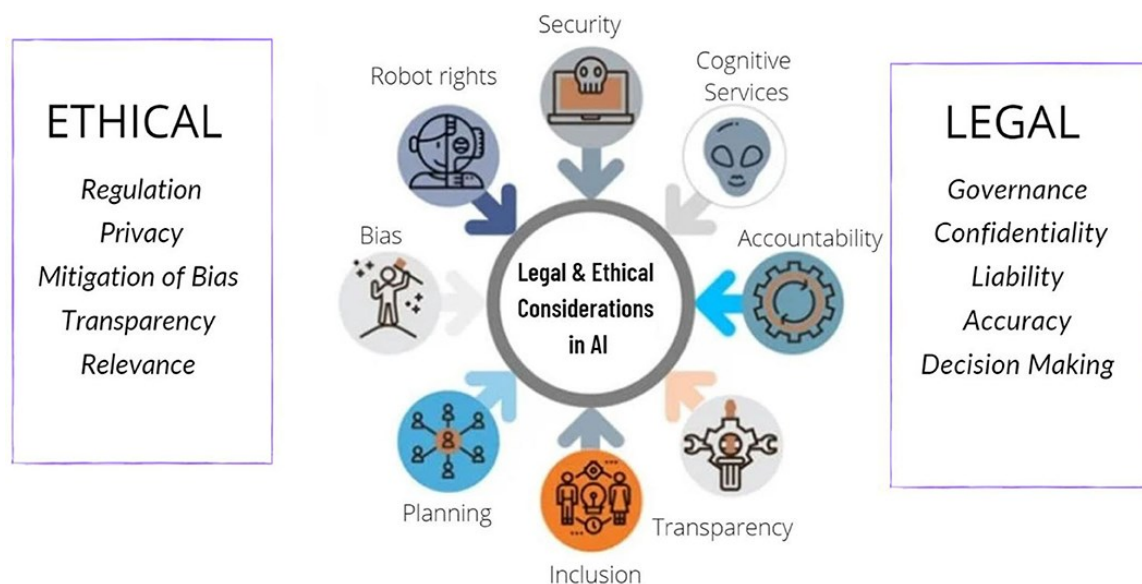 ETHICAL
Regulation
Privacy
Mitigation of Bias
Transparency
Relevance
Security
Robot rights
Cognitive
Services
Bias
Accountability
Legal & Ethical
Considerations
in AI
Planning
Transparency
Inclusion
LEGAL
Governance
Confidentiality
Liability
Accuracy
Decision Making